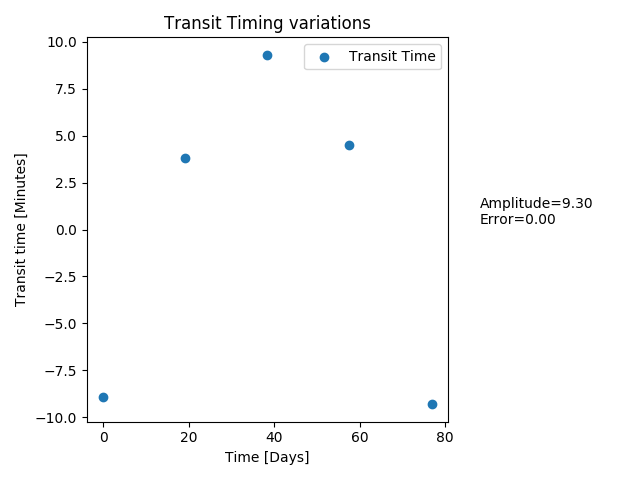 Transit Timing variations
Transit Time
Transit time [Minutes]
10.0
7.5
5.0
2.5
0.0
−2.5
−5.0
−7.5
−10.0
0 20 40 60 80
Time [Days]
Amplitude=9.30
Error=0.00